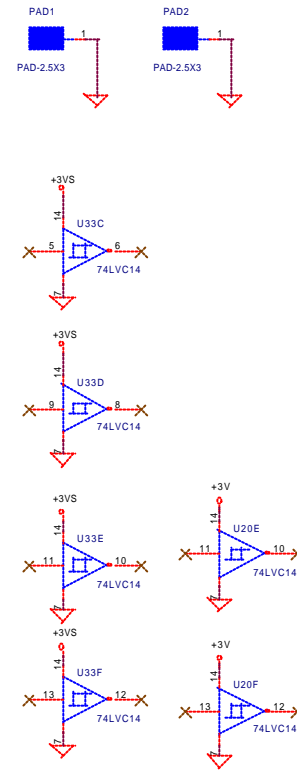 PAD1
1
PAD-2.5X3
PAD2
1
PAD-2.5X3
+3VS
14
U33C
5
6
74LVC14
7
+3VS
14
U33D
9
8
74LVC14
7
+3VS
14
U33E
11
10
74LVC14
7
+3V
14
U20E
11
10
74LVC14
7
+3VS
14
U33F
13
12
74LVC14
7
+3V
14
U20F
13
12
74LVC14
7